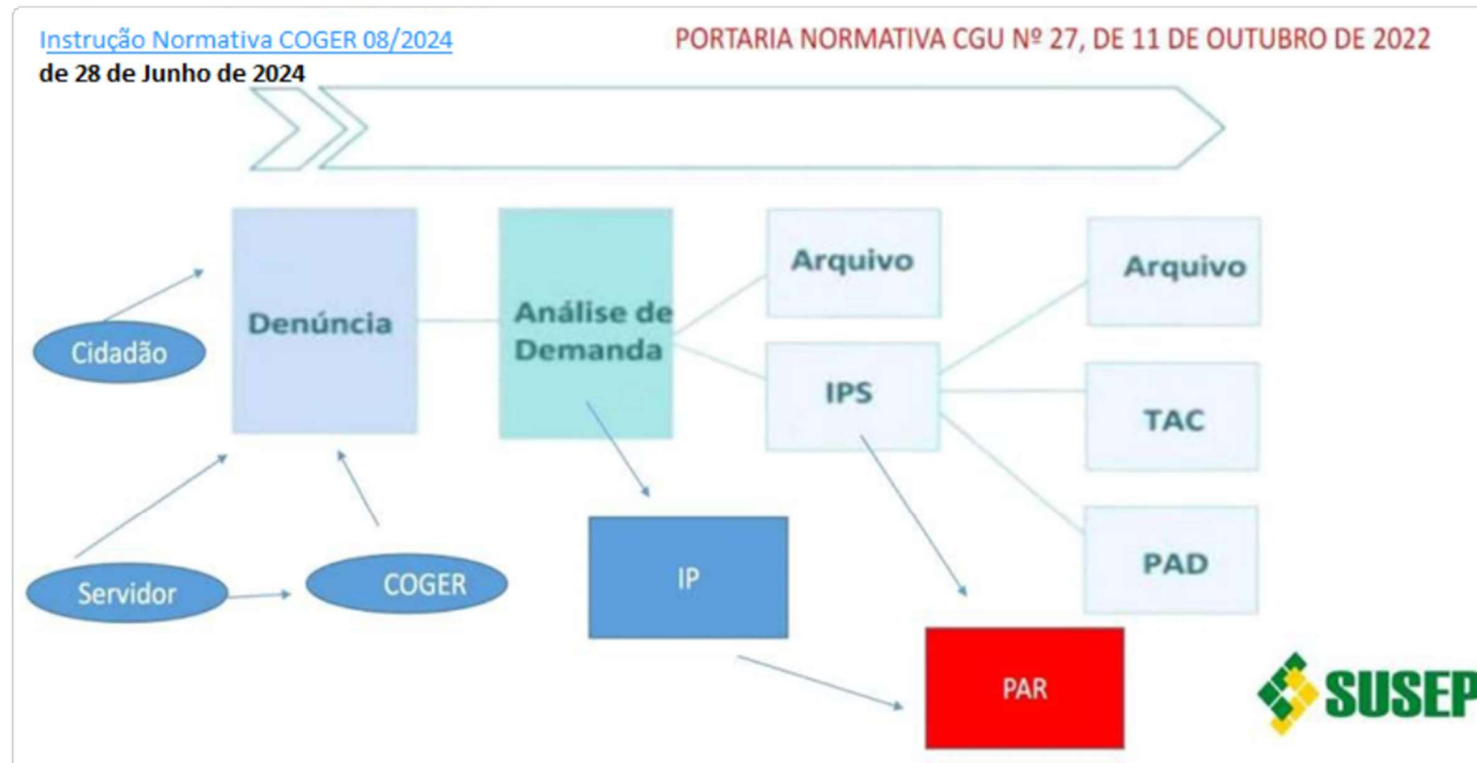 Instrução Normativa COGER 08/2024
de 28 de Junho de 2024
PORTARIA NORMATIVA CGU Nº 27, DE 11 DE OUTUBRO DE 2022
Cidadão
Servidor
COGER
Denúncia
Análise de
Demanda
Arquivo
IPS
IP
Arquivo
TAC
PAD
PAR
SUSEP